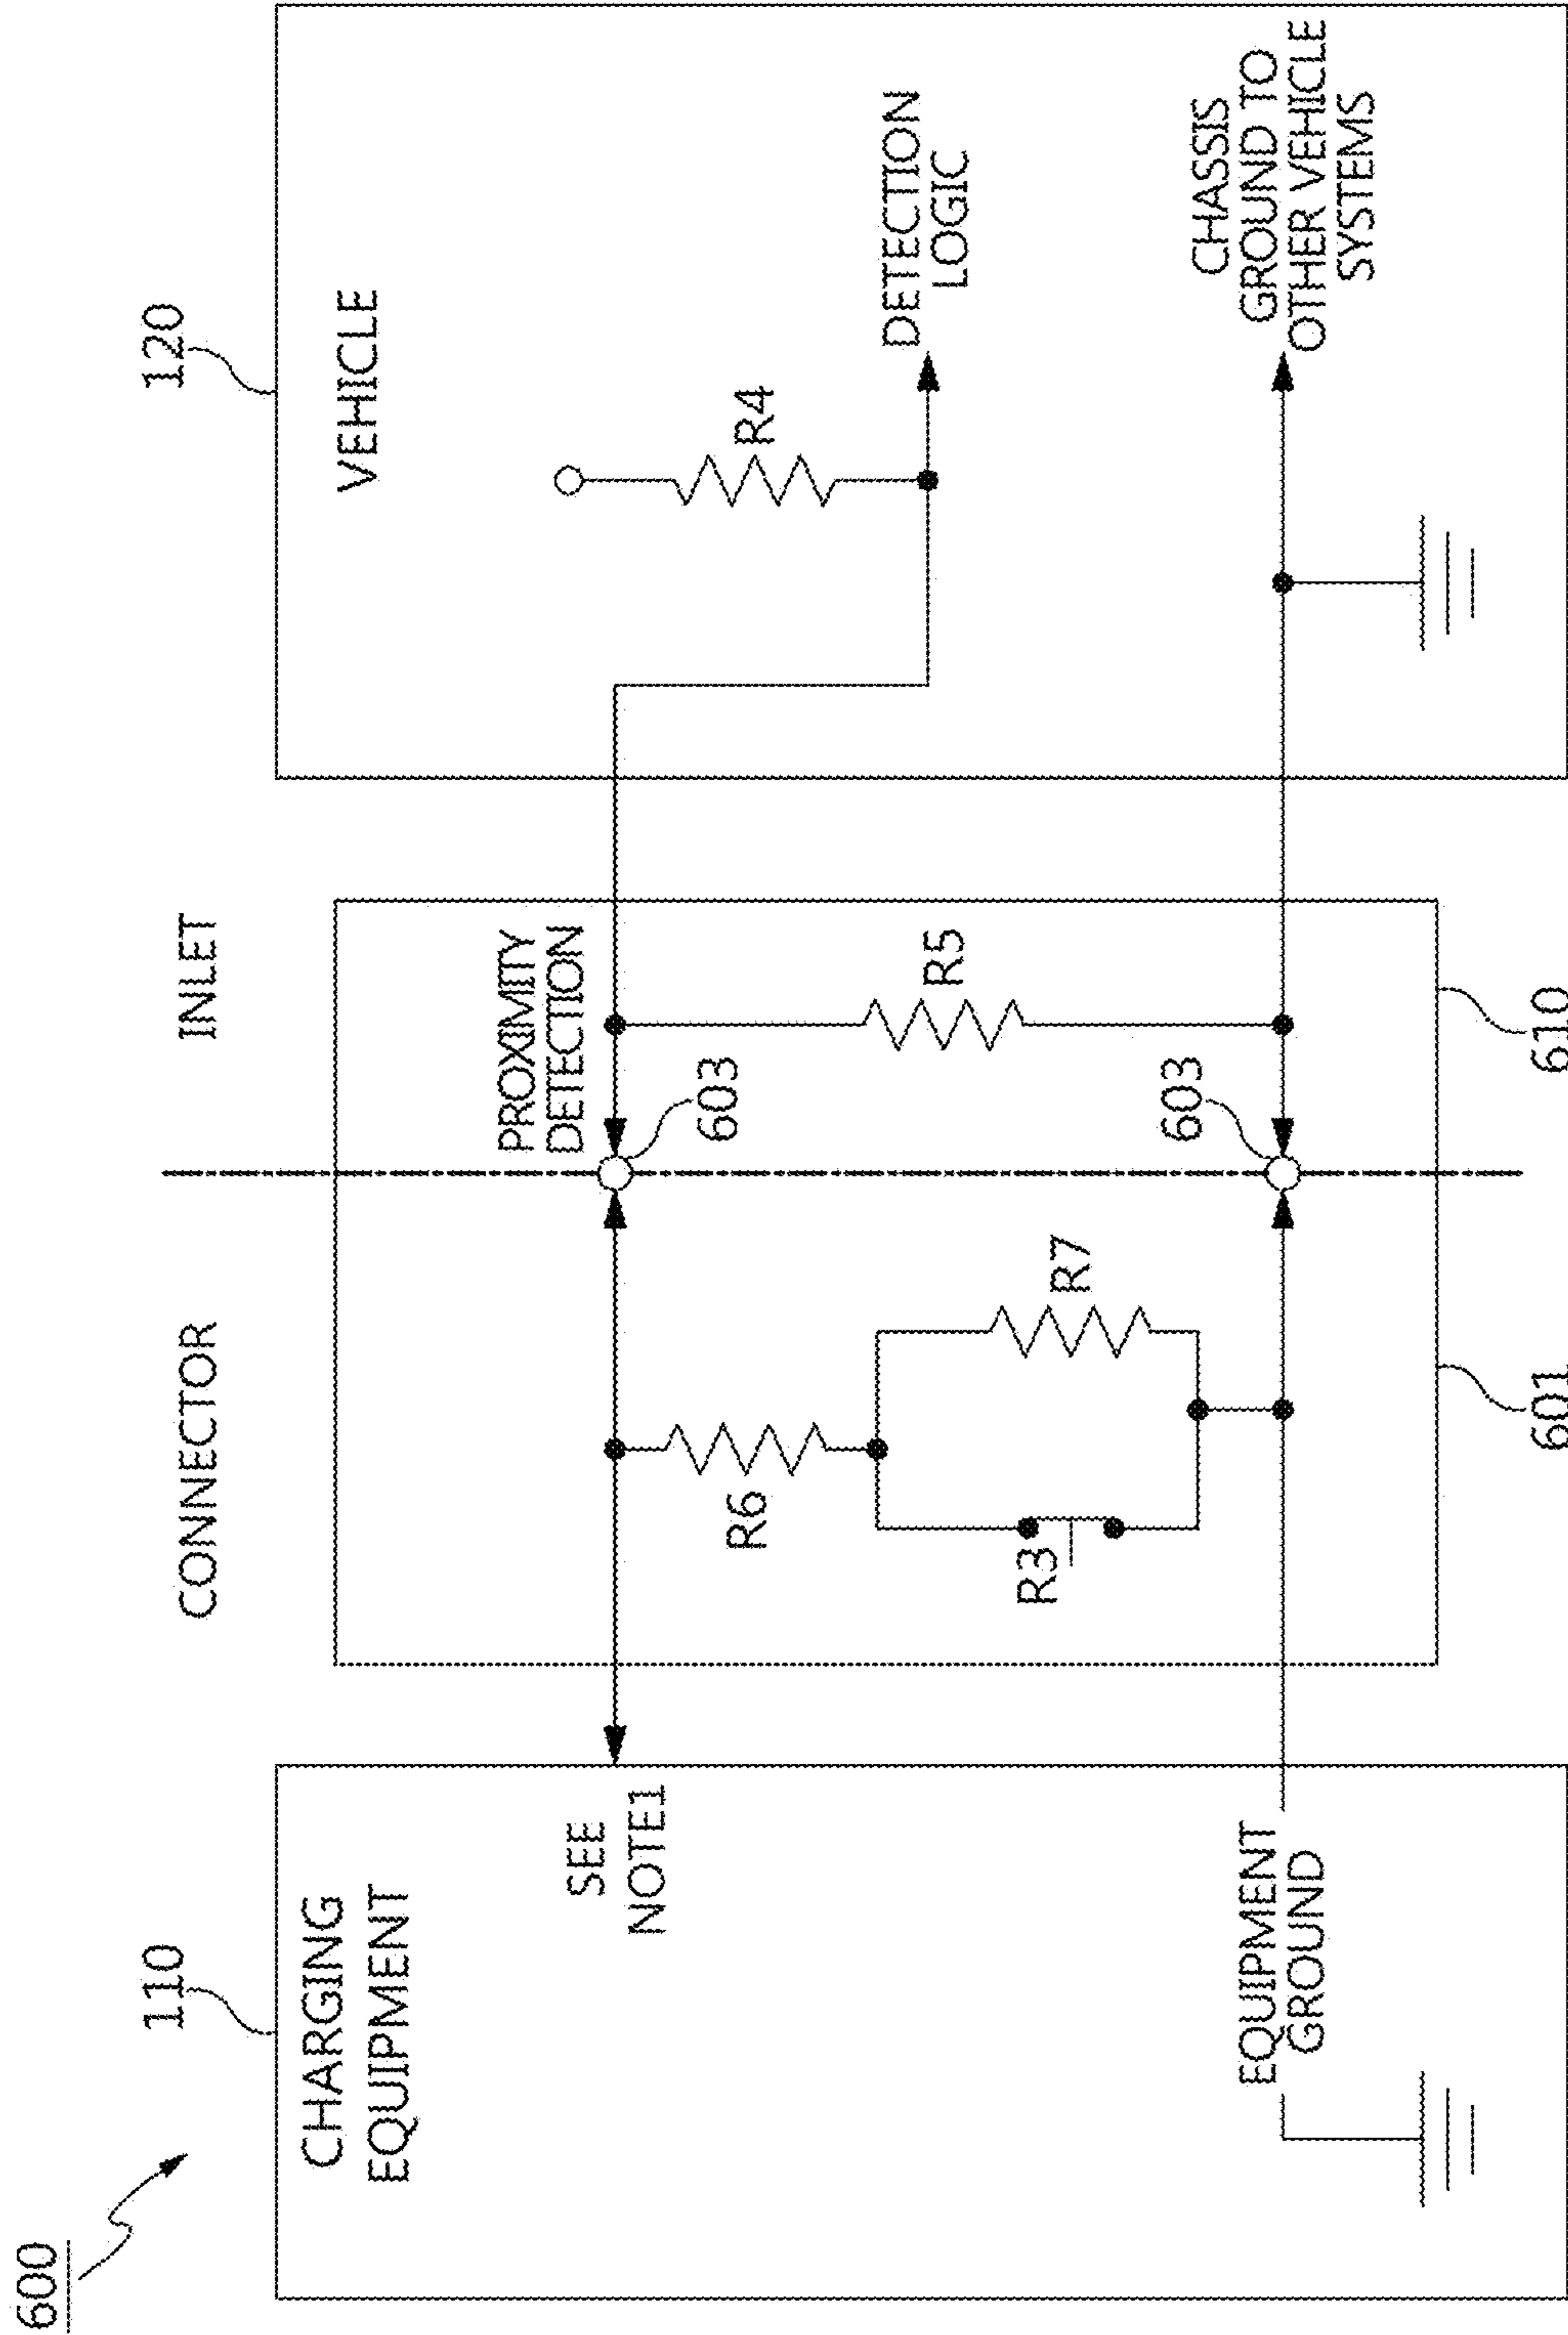 600
110
120
CONNECTOR
INLET
CHARGING
EQUIPMENT
VEHICLE
SEE
NOTE1
PROXIMITY
DETECTION
R6
603
R4
R3
R7
R5
DETECTION
LOGIC
EQUIPMENT
GROUND
603
CHASSIS
GROUND TO
OTHER VEHICLE
SYSTEMS
601
610